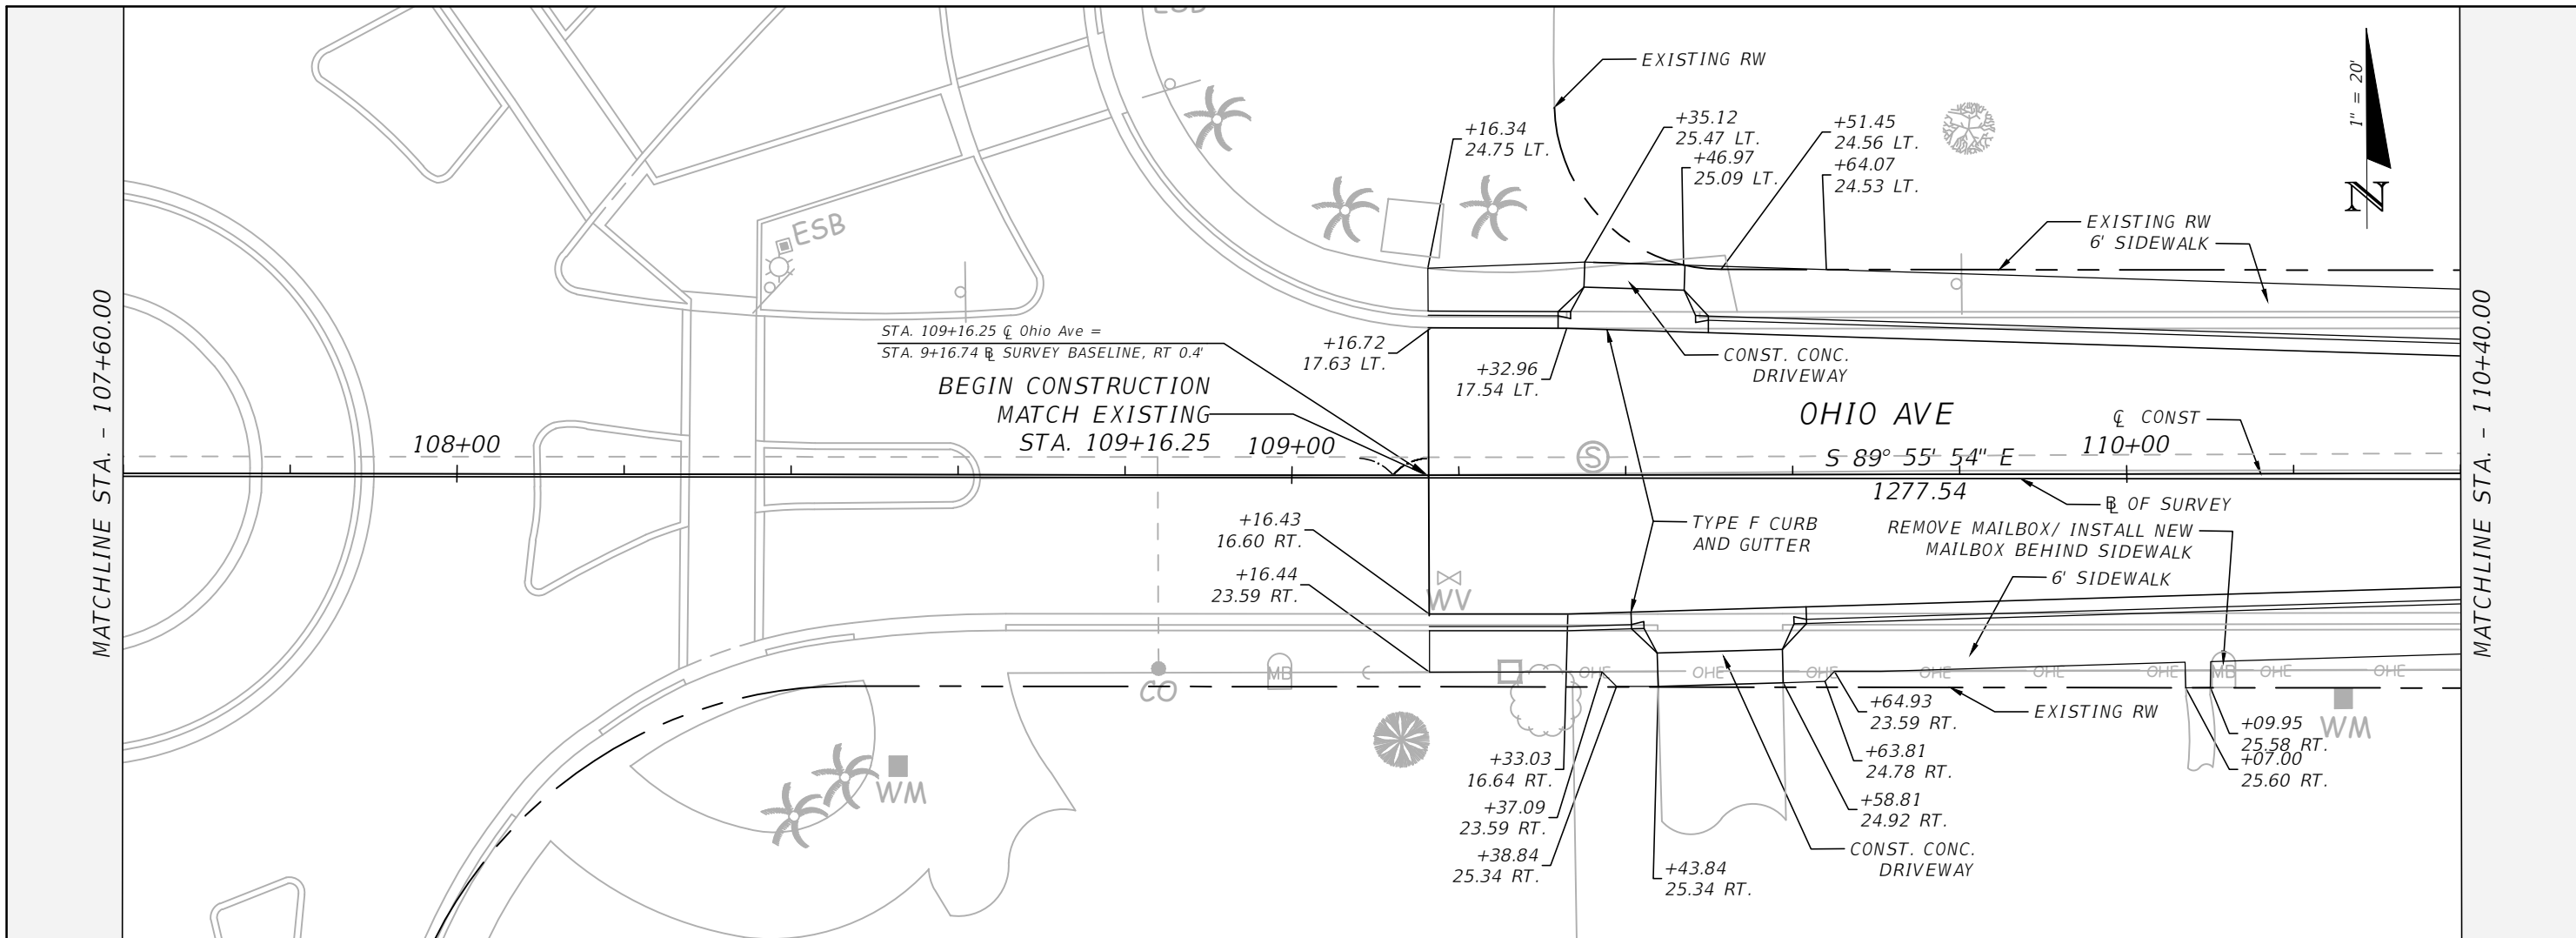 ESB
EXISTING RW
+16.34
24.75 LT.
+35.12
25.47 LT.
+46.97
25.09 LT.
+51.45
24.56 LT.
+64.07
24.53 LT.
1" = 20'
N
EXISTING RW
6' SIDEWALK
ESB
MATCHLINE STA. - 107+60.00
MATCHLINE STA. - 110+40.00
STA. 109+16.25 ℄ Ohio Ave =
STA. 9+16.74 BL SURVEY BASELINE, RT 0.4'
BEGIN CONSTRUCTION
MATCH EXISTING
STA. 109+16.25
+16.72
17.63 LT.
+32.96
17.54 LT.
CONST. CONC.
DRIVEWAY
OHIO AVE
℄ CONST
108+00
109+00
110+00
S
S 89° 55' 54" E
1277.54
BL OF SURVEY
+16.43
16.60 RT.
+16.44
23.59 RT.
TYPE F CURB
AND GUTTER
REMOVE MAILBOX/ INSTALL NEW
MAILBOX BEHIND SIDEWALK
6' SIDEWALK
WV
CO
MB
OHE
OHE
OHE
OHE
OHE
OHE
MB
OHE
OHE
WM
WM
+64.93
23.59 RT.
EXISTING RW
+09.95
25.58 RT.
+07.00
25.60 RT.
+33.03
16.64 RT.
+63.81
24.78 RT.
+37.09
23.59 RT.
+58.81
24.92 RT.
+38.84
25.34 RT.
+43.84
25.34 RT.
CONST. CONC.
DRIVEWAY